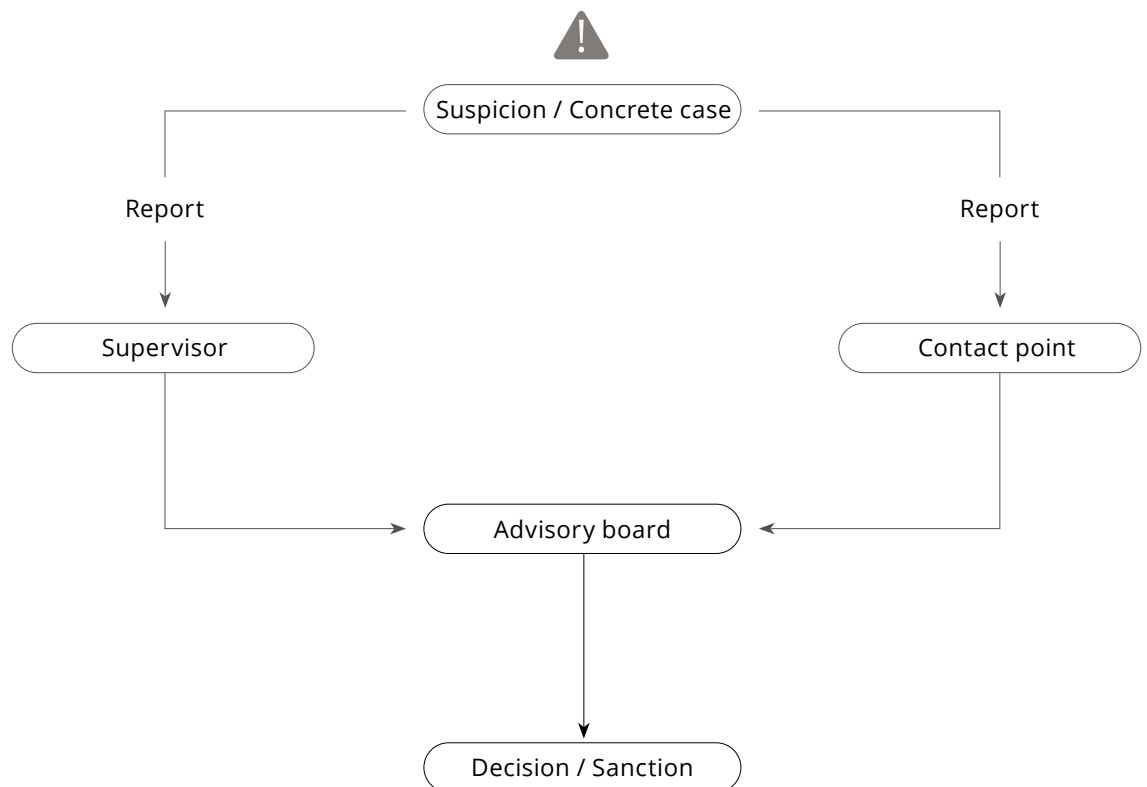 !
Suspicion / Concrete case
Report
Report
Supervisor
Contact point
Advisory board
Decision / Sanction